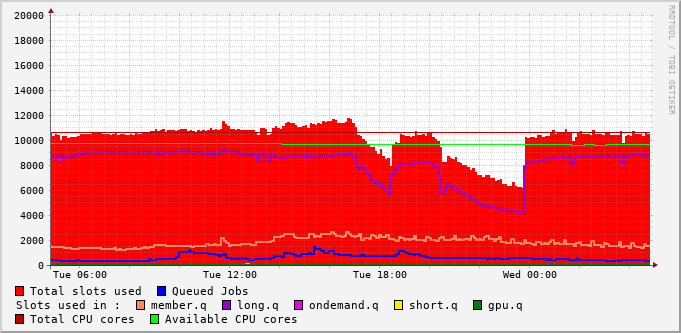 RRDTOOL / TOBI OETIKER
20000
18000
16000
14000
12000
10000
8000
6000
4000
2000
0
Tue 06:00 Tue 12:00 Tue 18:00 Wed 00:00
Total slots used Queued Jobs
Slots used in : member.q long.q ondemand.q short.q gpu.q
Total CPU cores Available CPU cores